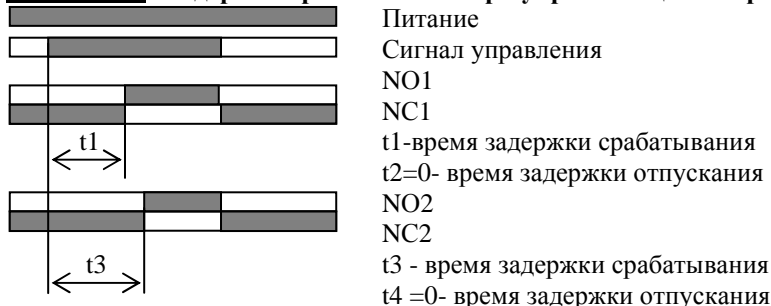 Питание
Сигнал управления
NO1
NC1
t1
t1-время задержки срабатывания
t2=0- время задержки отпускания
NO2
NC2
t3
t3 - время задержки срабатывания
t4 =0- время задержки отпускания